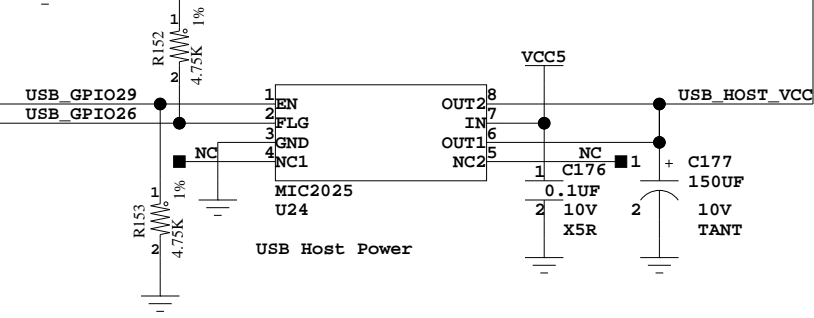 1
1%
R152
4.75K
2
VCC5
USB_GPIO29
1
EN
OUT2
8
USB_HOST_VCC
USB_GPIO26
2
FLG
IN
7
3
GND
OUT1
6
NC
4
NC1
NC2
5
NC
1
MIC2025
U24
1
C176
0.1UF
2
10V
X5R
+
C177
150UF
2
10V
TANT
1
1%
R153
4.75K
2
USB Host Power